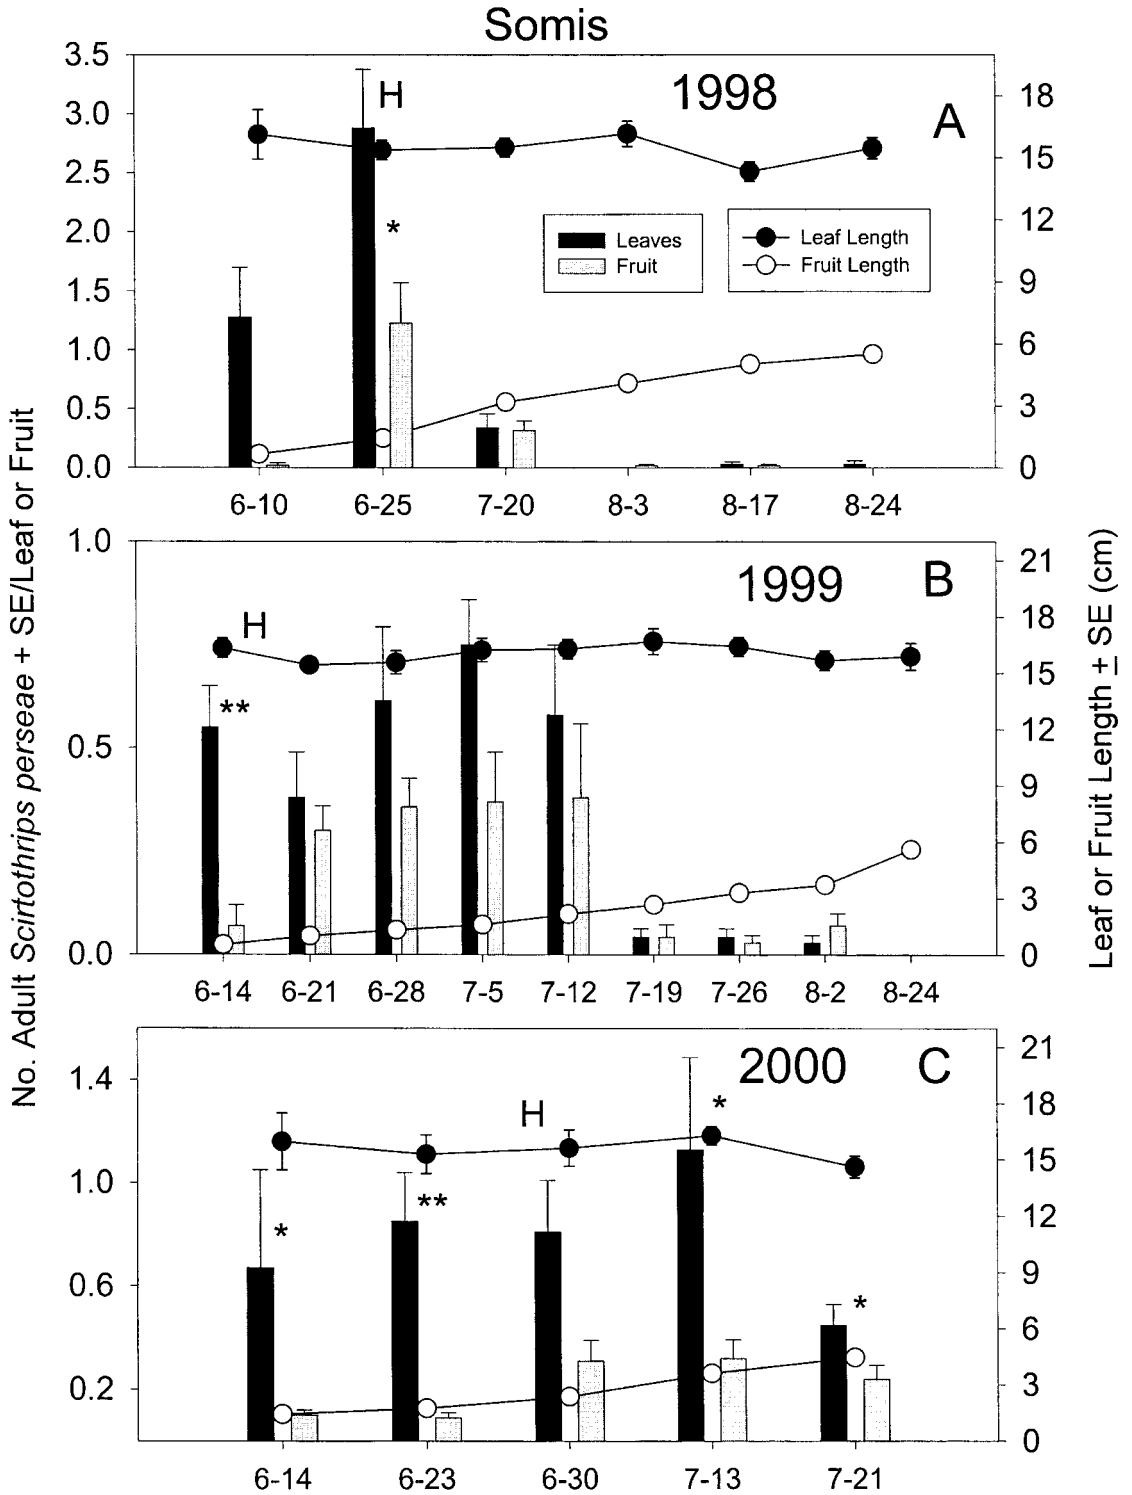 Somis
No. Adult Scirtothrips perseae + SE/Leaf or Fruit
Leaf or Fruit Length ± SE (cm)
1998
A
H
*
Leaves
Fruit
Leaf Length
Fruit Length
3.5
3.0
2.5
2.0
1.5
1.0
0.5
0.0
18
15
12
9
6
3
0
6-10 6-25 7-20 8-3 8-17 8-24
1999
B
H
**
1.0
0.5
0.0
21
18
15
12
9
6
3
0
6-14 6-21 6-28 7-5 7-12 7-19 7-26 8-2 8-24
2000
C
H
*
*
**
*
1.4
1.0
0.6
0.2
21
18
15
12
9
6
3
0
6-14 6-23 6-30 7-13 7-21